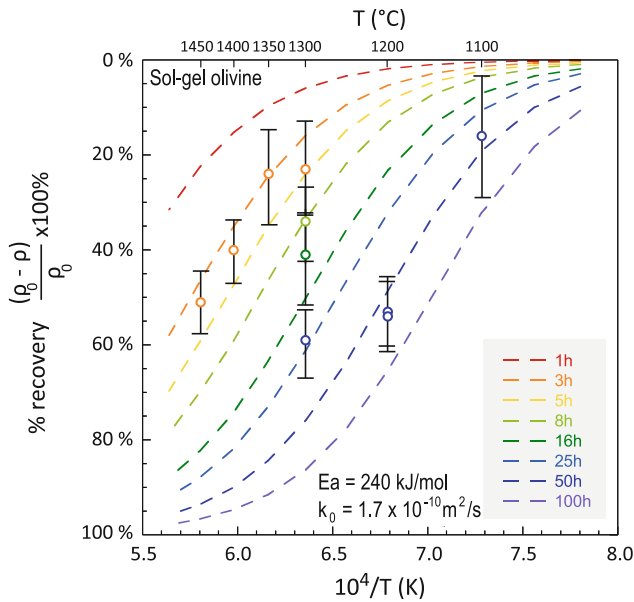 T (°C)
1450 1400 1350 1300 1200 1100
0 %
Sol-gel olivine
20 %
40 %
60 %
80 %
100 %
% recovery (ρ₀ - ρ) / ρ₀ x100%
1h
3h
5h
8h
16h
25h
50h
100h
Ea = 240 kJ/mol
k₀ = 1.7 x 10⁻¹⁰m²/s
5.5 6.0 6.5 7.0 7.5 8.0
10⁴/T (K)